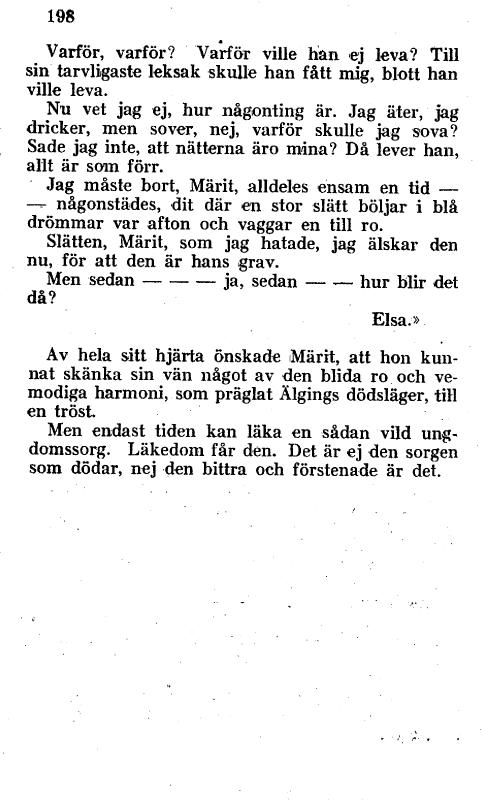 198
Varför, varför? Varför ville han ej leva? Till
sin tarvligaste leksak skulle han fått mig, blott han
ville leva.
Nu vet jag ej, hur någonting är. Jag äter, jag
dricker, men sover, nej, varför skulle jag sova?
Sade jag inte, att nätterna äro mina? Då lever han,
allt är som förr.
Jag måste bort, Märit, alldeles ensam en tid —
— någonstädes, dit där en stor slätt böljar i blå
drömmar var afton och vaggar en till ro.
Slätten, Märit, som jag hatade, jag älskar den
nu, för att den är hans grav.
Men sedan — — — ja, sedan — — hur blir det
då?
Elsa.»
Av hela sitt hjärta önskade Märit, att hon kun-
nat skänka sin vän något av den blida ro och ve-
modiga harmoni, som präglat Älgings dödsläger, till
en tröst.
Men endast tiden kan läka en sådan vild ung-
domssorg. Läkedom får den. Det är ej den sorgen
som dödar, nej den bittra och förstenade är det.